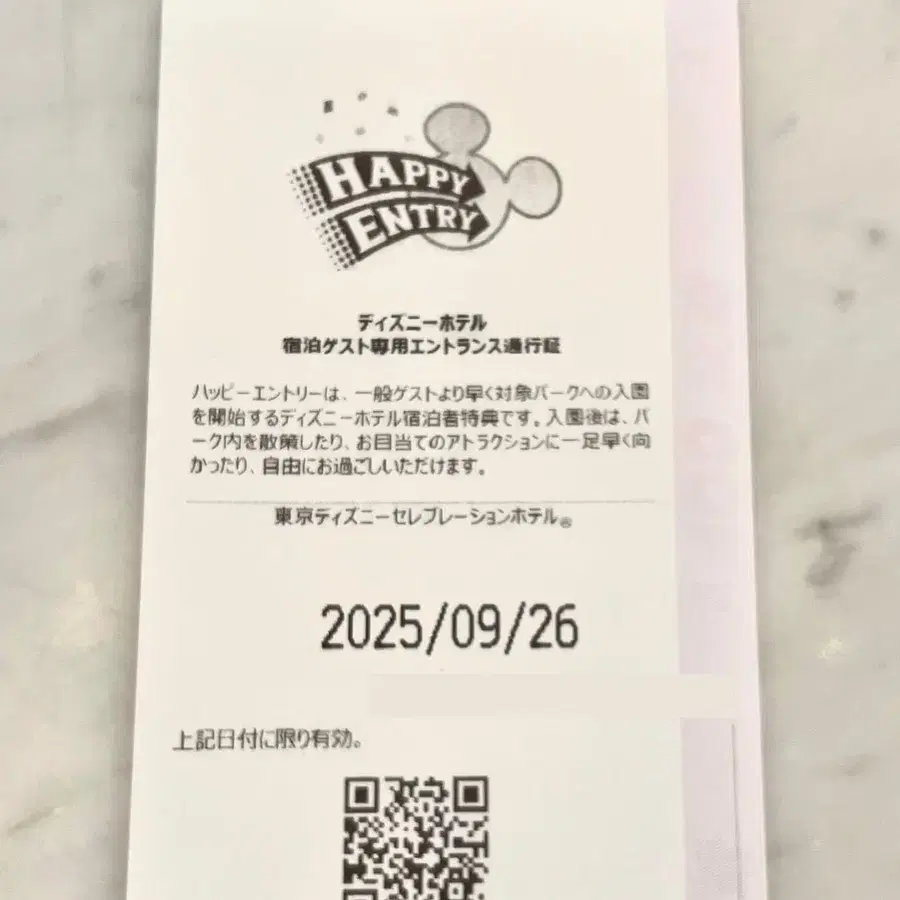 HAPPY
ENTRY
ディズニーホテル
宿泊ゲスト専用エントランス通行証
ハッピーエントリーは、一般ゲストより早く対象パークへの入園
を開始するディズニーホテル宿泊者特典です。入園後は、パ
ーク内を散策したり、お目当てのアトラクションに一足早く向
かったり、自由にお過ごしいただけます。
東京ディズニーセレブレーションホテル®
2025/09/26
上記日付に限り有効。